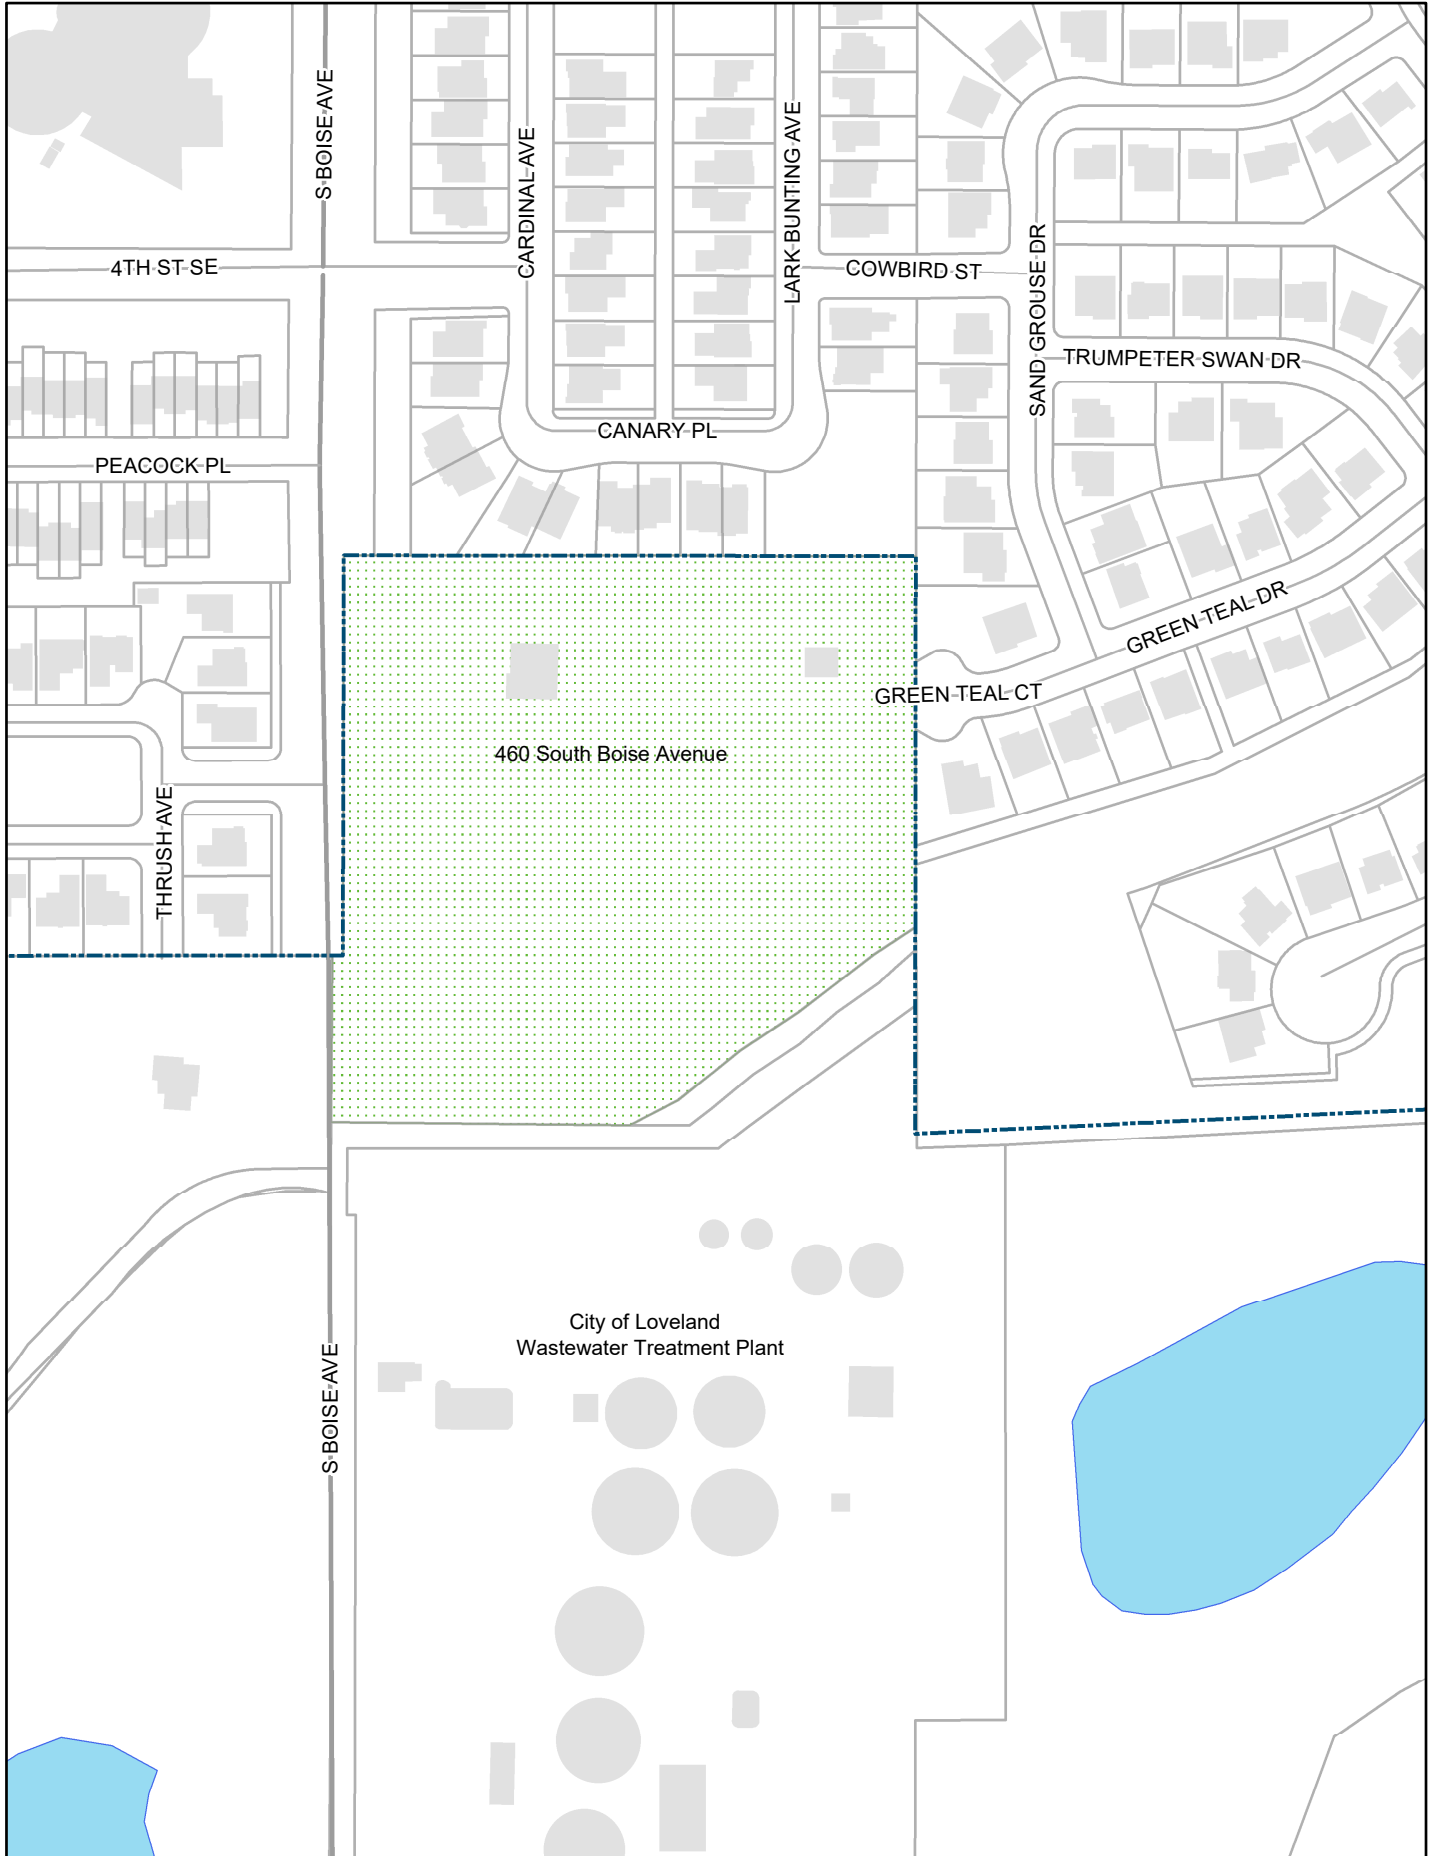 S BOISE AVE
CARDINAL AVE
LARK BUNTING AVE
4TH ST SE
COWBIRD ST
SAND GROUSE DR
TRUMPETER SWAN DR
CANARY PL
PEACOCK PL
GREEN TEAL DR
GREEN TEAL CT
460 South Boise Avenue
THRUSH AVE
City of Loveland
Wastewater Treatment Plant
S BOISE AVE